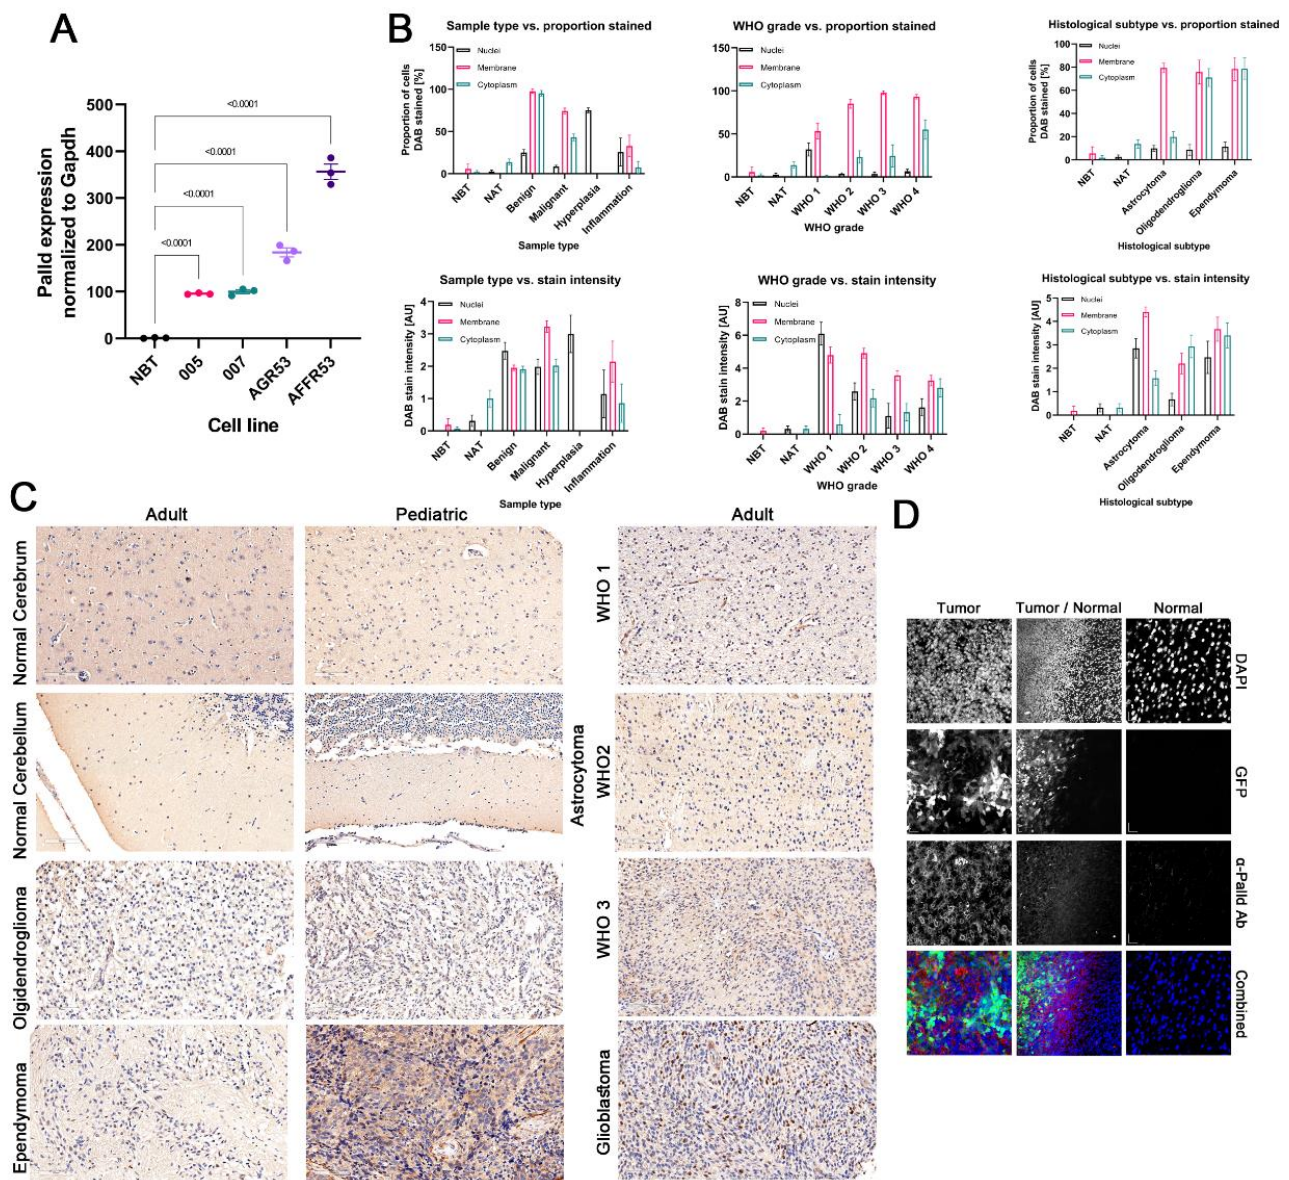 A
Palld expression
normalized to Gapdh
500
400
300
200
100
0
<0.0001
<0.0001
<0.0001
<0.0001
NBT
005
007
AGR53
AFFR53
Cell line
B
Sample type vs. proportion stained
Proportion of cells
DAB stained [%]
150
100
50
0
Nuclei
Membrane
Cytoplasm
NBT
NAT
Benign
Malignant
Hyperplasia
Inflammation
Sample type
WHO grade vs. proportion stained
150
100
50
0
Nuclei
Membrane
Cytoplasm
NBT
NAT
WHO 1
WHO 2
WHO 3
WHO 4
WHO grade
Histological subtype vs. proportion stained
Proportion of cells
DAB stained [%]
100
80
60
40
20
0
Nuclei
Membrane
Cytoplasm
NBT
NAT
Astrocytoma
Oligodendroglioma
Ependymoma
Histological subtype
Sample type vs. stain intensity
DAB stain intensity [AU]
4
3
2
1
0
Nuclei
Membrane
Cytoplasm
NBT
NAT
Benign
Malignant
Hyperplasia
Inflammation
Sample type
WHO grade vs. stain intensity
DAB stain intensity [AU]
8
6
4
2
0
Nuclei
Membrane
Cytoplasm
NBT
NAT
WHO 1
WHO 2
WHO 3
WHO 4
WHO grade
Histological subtype vs. stain intensity
DAB stain intensity [AU]
5
4
3
2
1
0
Nuclei
Membrane
Cytoplasm
NBT
NAT
Astrocytoma
Oligodendroglioma
Ependymoma
Histological subtype
C
Adult
Pediatric
Adult
Normal Cerebrum
Normal Cerebellum
Olgidendroglioma
Ependymoma
Astrocytoma
WHO 1
WHO2
WHO 3
Glioblastoma
D
Tumor
Tumor / Normal
Normal
DAPI
GFP
α-Palld Ab
Combined